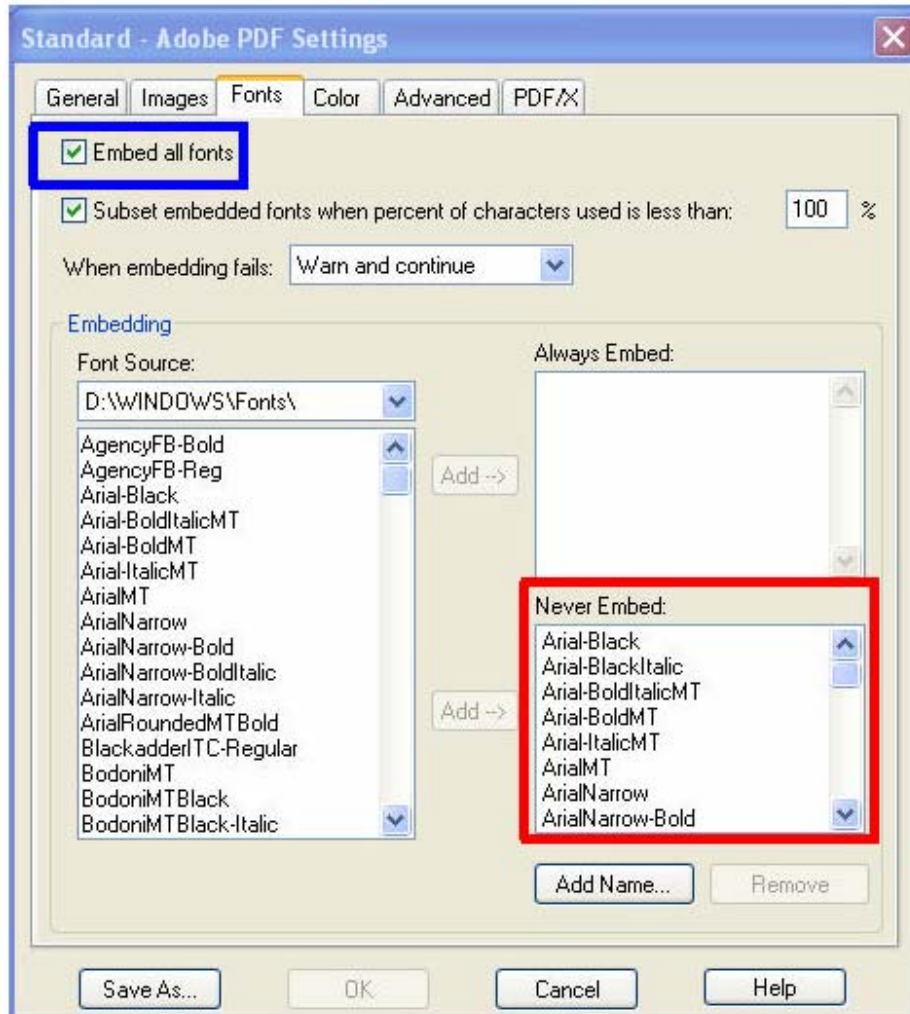 Standard - Adobe PDF Settings
General Images Fonts Color Advanced PDF/X
Embed all fonts
Subset embedded fonts when percent of characters used is less than: 100 %
When embedding fails: Warn and continue
Embedding
Font Source:
D:\WINDOWS\Fonts\
AgencyFB-Bold
AgencyFB-Reg
Arial-Black
Arial-BoldItalicMT
Arial-BoldMT
Arial-ItalicMT
ArialMT
ArialNarrow
ArialNarrow-Bold
ArialNarrow-BoldItalic
ArialNarrow-Italic
ArialRoundedMTBold
BlackadderITC-Regular
BodoniMT
BodoniMTBlack
BodoniMTBlack-Italic
Add -->
Add -->
Always Embed:
Never Embed:
Arial-Black
Arial-BlackItalic
Arial-BoldItalicMT
Arial-BoldMT
Arial-ItalicMT
ArialMT
ArialNarrow
ArialNarrow-Bold
Add Name... Remove
Save As... OK Cancel Help